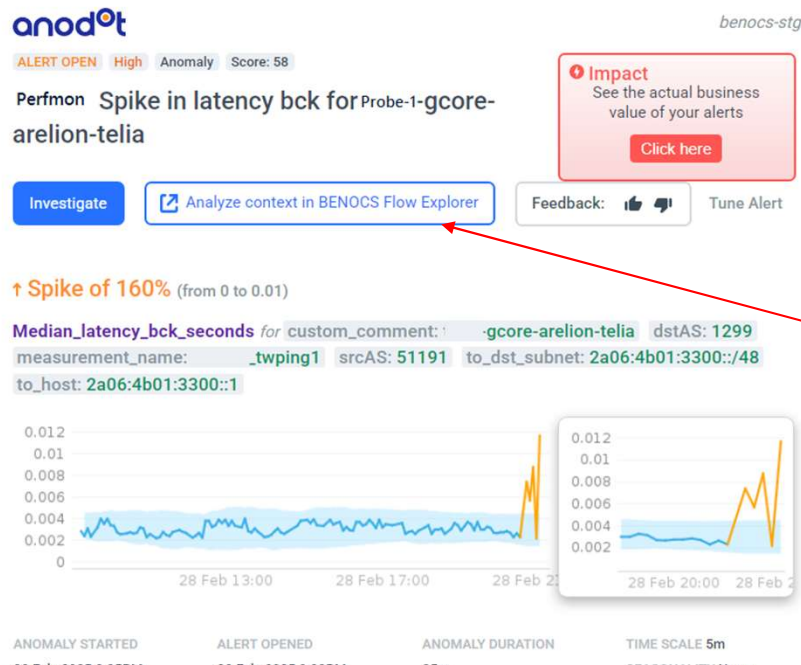 anodot
benocs-stg
ALERT OPEN High Anomaly Score: 58
Perfmon Spike in latency bck for Probe-1-gcore-
arelion-telia
Impact
See the actual business
value of your alerts
Click here
Investigate
Analyze context in BENOCS Flow Explorer
Feedback:
Tune Alert
↑ Spike of 160% (from 0 to 0.01)
Median_latency_bck_seconds for custom_comment: -gcore-arelion-telia dstAS: 1299
measurement_name: _twping1 srcAS: 51191 to_dst_subnet: 2a06:4b01:3300::/48
to_host: 2a06:4b01:3300::1
0.012
0.01
0.008
0.006
0.004
0.002
0
28 Feb 13:00 28 Feb 17:00 28 Feb 2
0.012
0.01
0.008
0.006
0.004
0.002
28 Feb 20:00 28 Feb 2
ANOMALY STARTED ALERT OPENED ANOMALY DURATION TIME SCALE 5m